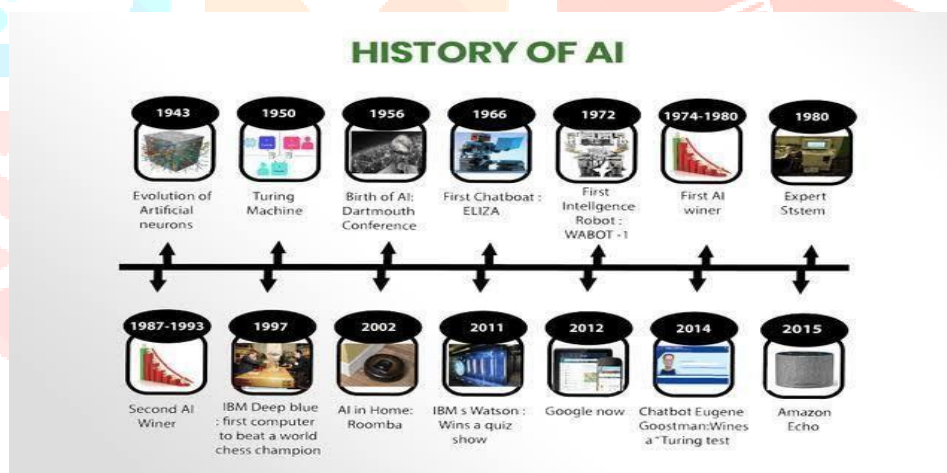 HISTORY OF AI
1943
1950
1956
1966
1972
1974-1980
1980
Evolution of
Artificial
neurons
Turing
Machine
Birth of AI:
Dartmouth
Conference
First Chatboat :
ELIZA
First
Intellgence
Robot :
WABOT -1
First AI
winer
Expert
Ststem
1987-1993
1997
2002
2011
2012
2014
2015
Second AI
Winer
IBM Deep blue
: first computer
to beat a world
chess champion
AI in Home:
Roomba
IBM s Watson :
Wins a quiz
show
Google now
Chatbot Eugene
Goostman:Wines
a "Turing test
Amazon
Echo